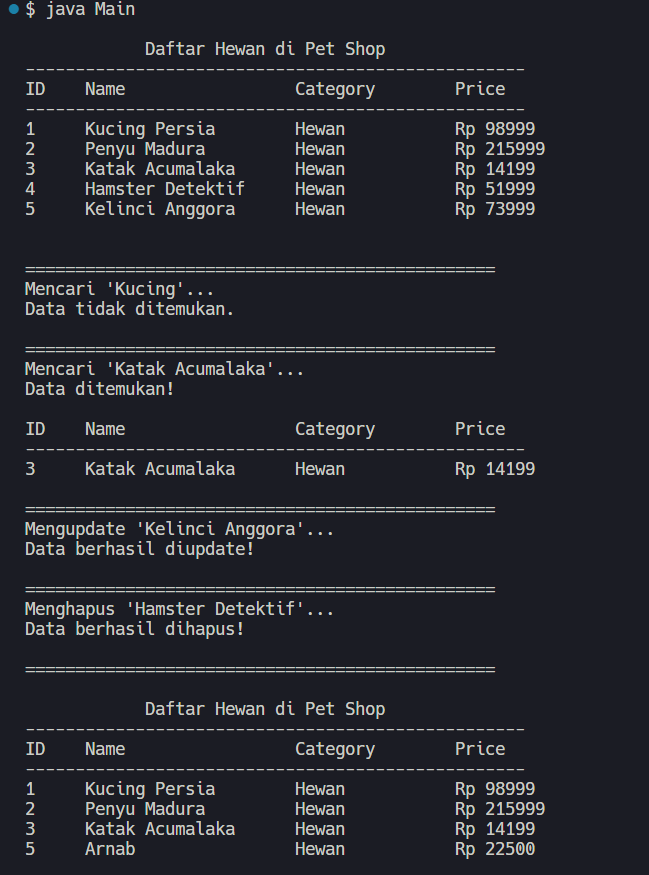 $ java Main
Daftar Hewan di Pet Shop
--------------------------------------------------
ID    Name                 Category        Price
--------------------------------------------------
1     Kucing Persia        Hewan           Rp 98999
2     Penyu Madura         Hewan           Rp 215999
3     Katak Acumalaka      Hewan           Rp 14199
4     Hamster Detektif     Hewan           Rp 51999
5     Kelinci Anggora      Hewan           Rp 73999
===============================================
Mencari 'Kucing'...
Data tidak ditemukan.
===============================================
Mencari 'Katak Acumalaka'...
Data ditemukan!
ID    Name                 Category        Price
--------------------------------------------------
3     Katak Acumalaka      Hewan           Rp 14199
===============================================
Mengupdate 'Kelinci Anggora'...
Data berhasil diupdate!
===============================================
Menghapus 'Hamster Detektif'...
Data berhasil dihapus!
===============================================
Daftar Hewan di Pet Shop
--------------------------------------------------
ID    Name                 Category        Price
--------------------------------------------------
1     Kucing Persia        Hewan           Rp 98999
2     Penyu Madura         Hewan           Rp 215999
3     Katak Acumalaka      Hewan           Rp 14199
5     Arnab                Hewan           Rp 22500